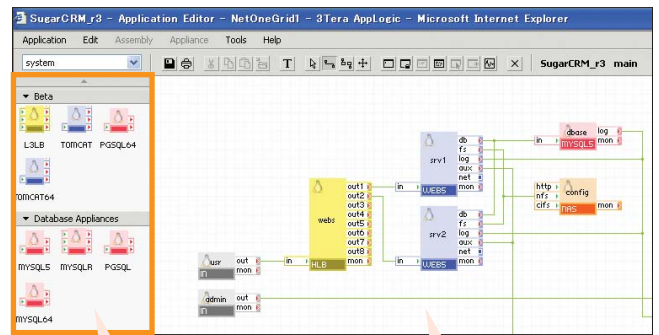 SugarCRM_r3 - Application Editor - NetOneGrid1 - 3Tera AppLogic - Microsoft Internet Explorer
Application Edit Assembly Appliance Tools Help
system
T
SugarCRM_r3 main
Beta
L3LB TOMCAT PGSQL64
TOMCAT64
Database Appliances
MYSQL5 MYSQLR PGSQL
MYSQL64
usr
out
mon
in
admin
out
mon
in
in
webs
HLB
out1
out2
out3
out4
out5
out6
out7
out8
mon
in
srv1
WEB5
db
fs
log
aux
net
mon
in
srv2
WEB5
db
fs
log
aux
net
mon
in
dbase
MYSQL5
log
mon
http
nfs
cifs
config
NAS
mon